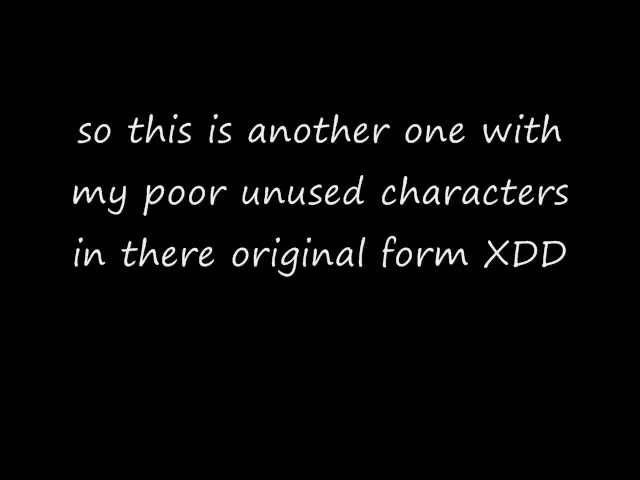 so this is another one with
my poor unused characters
in there original form XDD